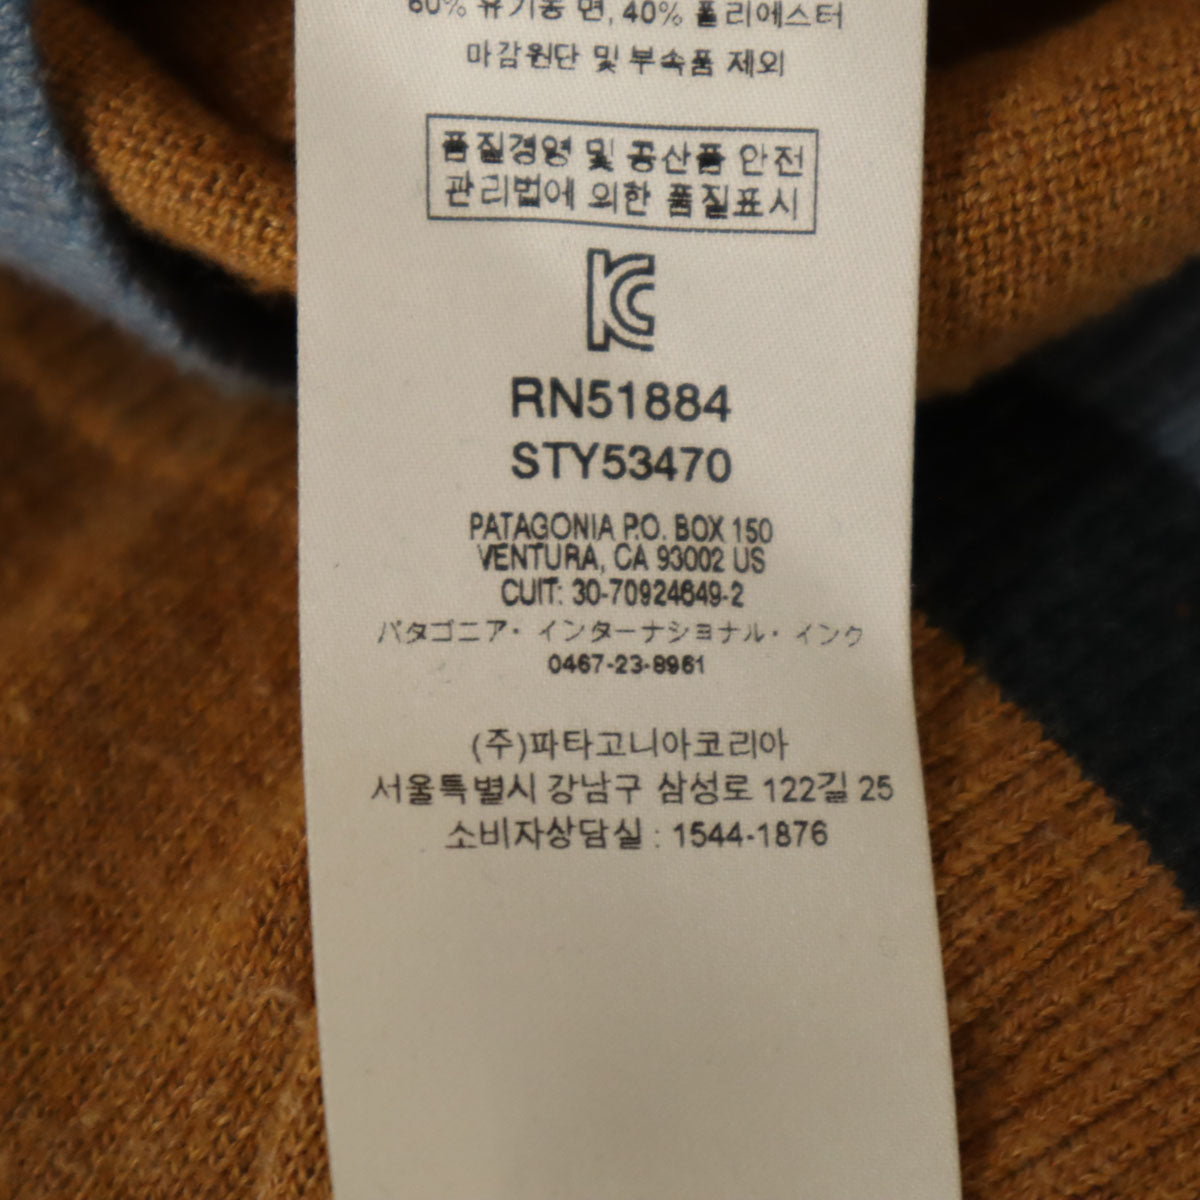 60% 유기농 면, 40% 폴리에스터
마감원단 및 부속품 제외
품질경영 및 공산품 안전
관리법에 의한 품질표시
KC
RN51884
STY53470
PATAGONIA P.O. BOX 150
VENTURA, CA 93002 US
CUIT: 30-70924649-2
パタゴニア・インターナショナル・インク
0467-23-8961
(주)파타고니아코리아
서울특별시 강남구 삼성로 122길 25
소비자상담실 : 1544-1876